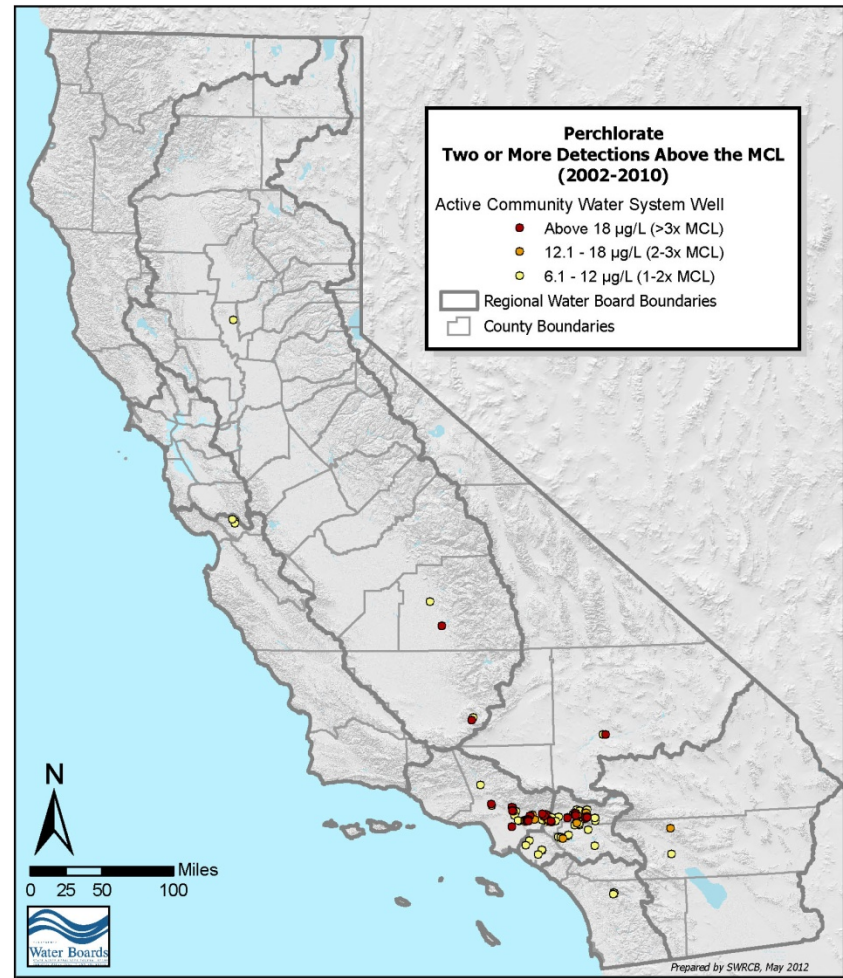 Perchlorate
Two or More Detections Above the MCL
(2002-2010)
Active Community Water System Well
Above 18 µg/L (>3x MCL)
12.1 - 18 µg/L (2-3x MCL)
6.1 - 12 µg/L (1-2x MCL)
Regional Water Board Boundaries
County Boundaries
N
Miles
0 25 50 100
Water Boards
Prepared by SWRCB, May 2012